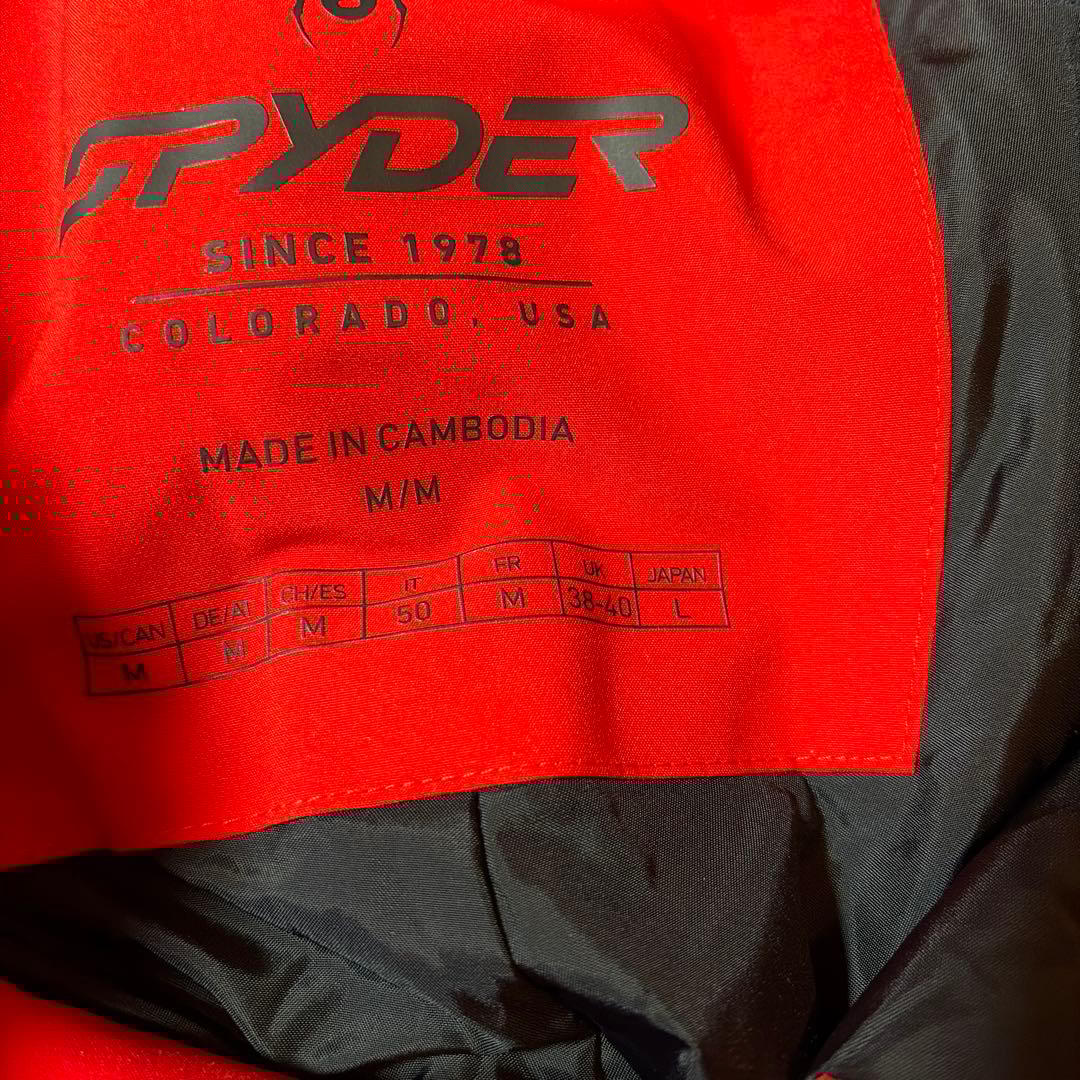 SPYDER
SINCE 1978
COLORADO, USA
MADE IN CAMBODIA
M/M
US/CAN DE/AT CH/ES IT FR UK JAPAN
M M M 50 M 38-40 L